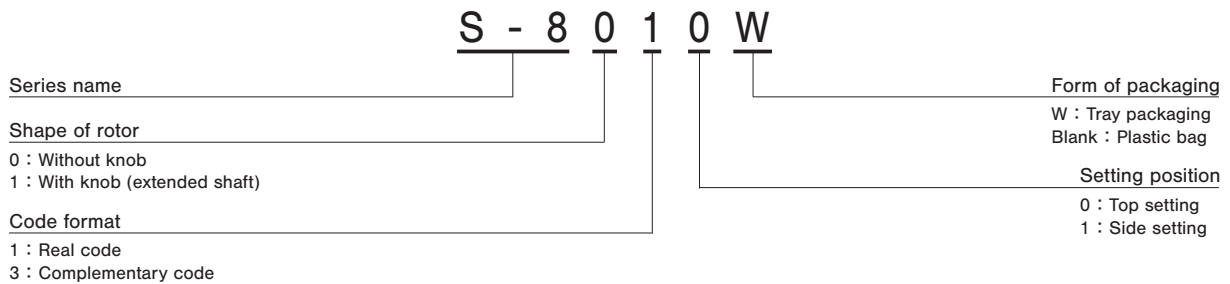 S - 8 0 1 0 W
Series name
Shape of rotor
0：Without knob
1：With knob (extended shaft)
Code format
1：Real code
3：Complementary code
Form of packaging
W：Tray packaging
Blank：Plastic bag
Setting position
0：Top setting
1：Side setting